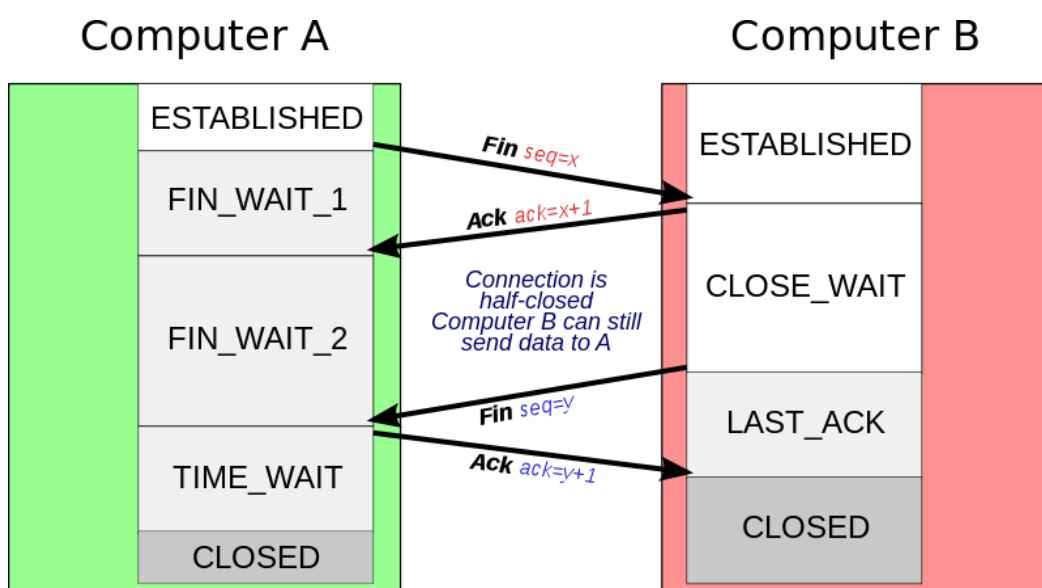 Computer A
Computer B
ESTABLISHED
ESTABLISHED
Fin seq=x
FIN_WAIT_1
Ack ack=x+1
CLOSE_WAIT
Connection is
half-closed
Computer B can still
send data to A
FIN_WAIT_2
Fin seq=y
LAST_ACK
TIME_WAIT
Ack ack=y+1
CLOSED
CLOSED